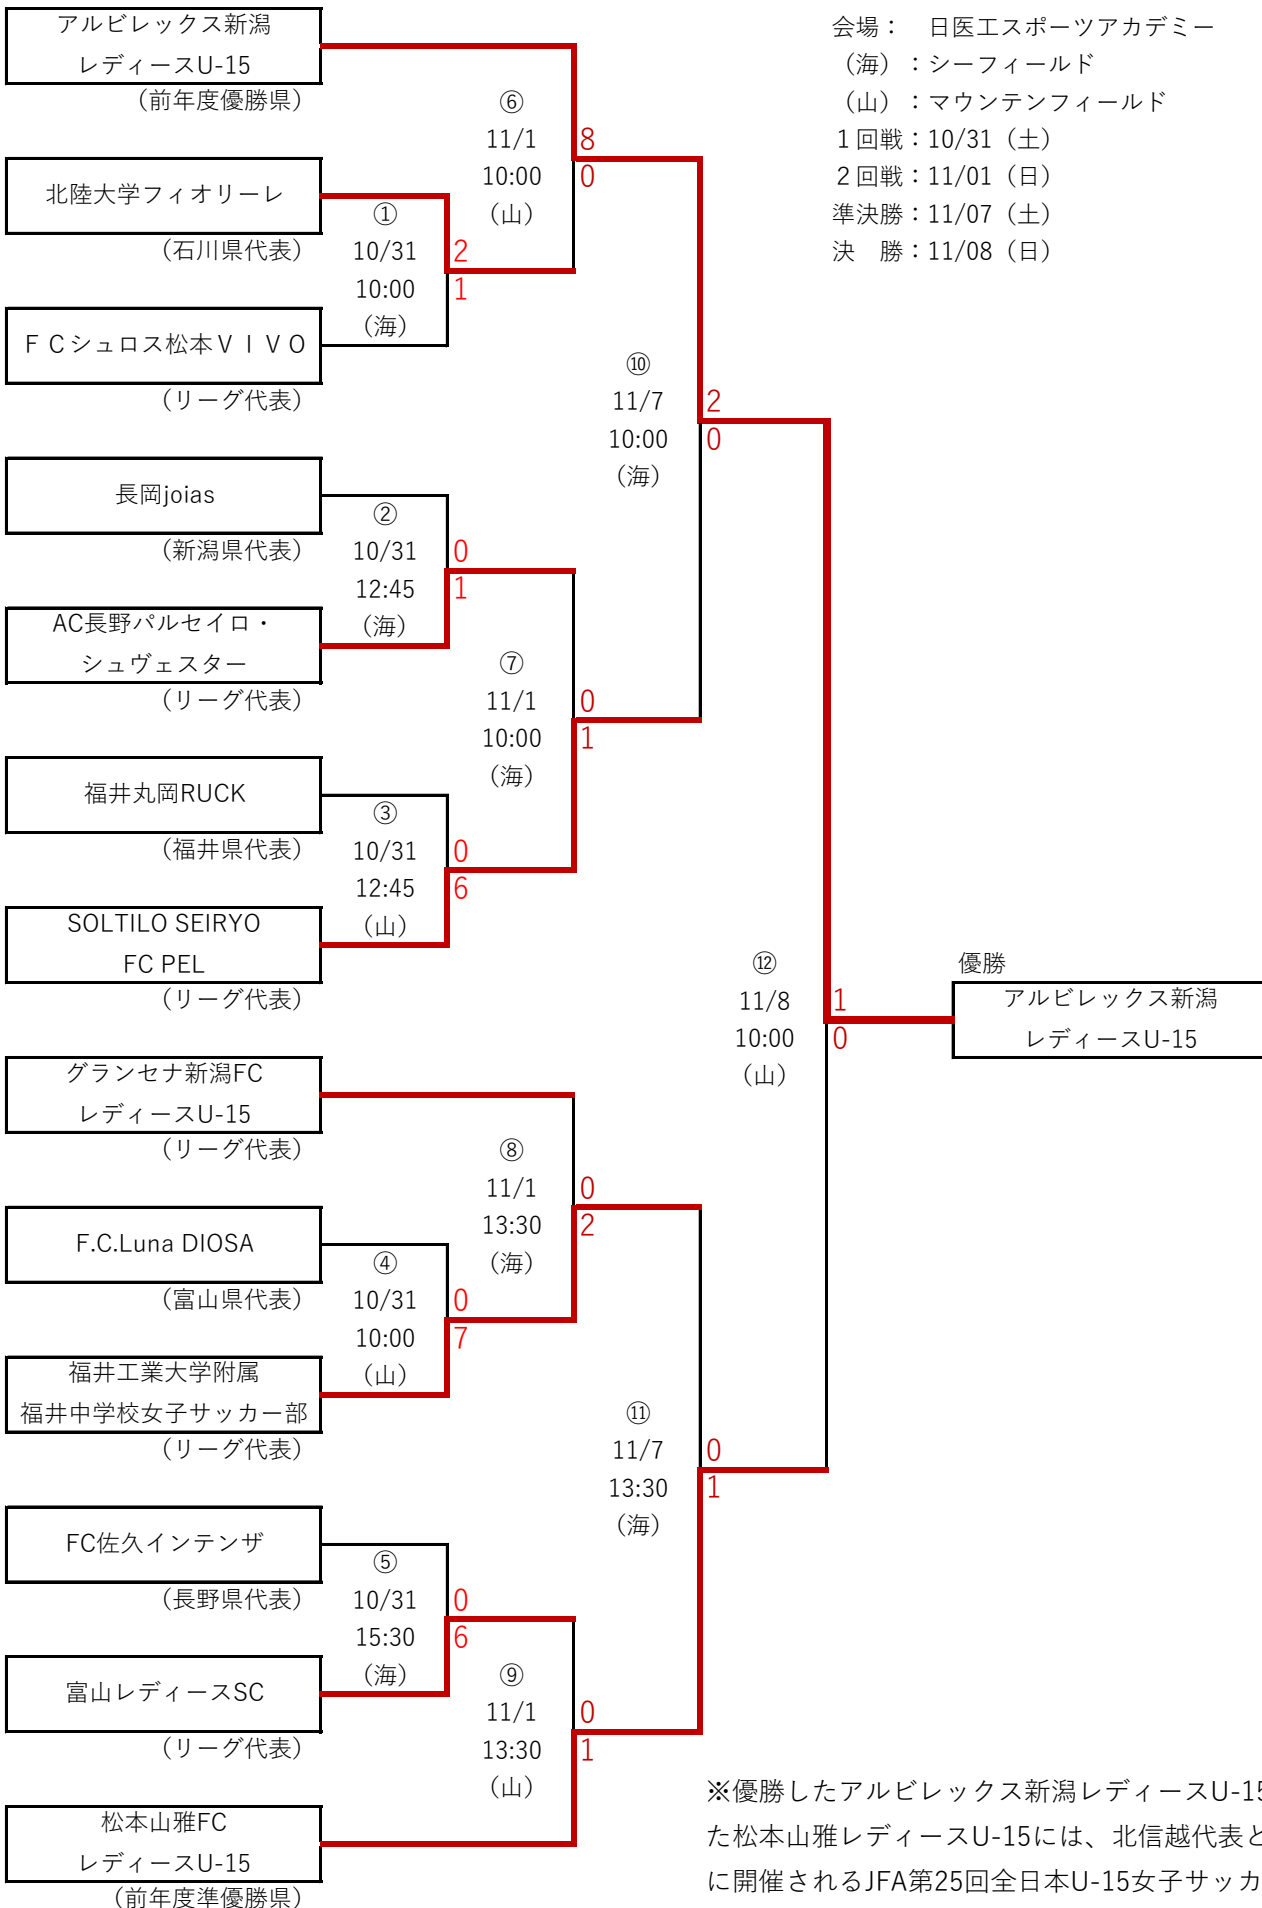 アルビレックス新潟
レディースU-15
（前年度優勝県）
北陸大学フィオリーレ
（石川県代表）
ＦＣシュロス松本ＶＩＶＯ
（リーグ代表）
長岡joias
（新潟県代表）
AC長野パルセイロ・
シュヴェスター
（リーグ代表）
福井丸岡RUCK
（福井県代表）
SOLTILO SEIRYO
FC PEL
（リーグ代表）
グランセナ新潟FC
レディースU-15
（リーグ代表）
F.C.Luna DIOSA
（富山県代表）
福井工業大学附属
福井中学校女子サッカー部
（リーグ代表）
FC佐久インテンザ
（長野県代表）
富山レディースSC
（リーグ代表）
松本山雅FC
レディースU-15
（前年度準優勝県）
①
10/31
10:00
（海）
2
1
②
10/31
12:45
（海）
0
1
③
10/31
12:45
（山）
0
6
④
10/31
10:00
（山）
0
7
⑤
10/31
15:30
（海）
0
6
⑥
11/1
10:00
（山）
8
0
⑦
11/1
10:00
（海）
0
1
⑧
11/1
13:30
（海）
0
2
⑨
11/1
13:30
（山）
0
1
⑩
11/7
10:00
（海）
2
0
⑪
11/7
13:30
（海）
0
1
⑫
11/8
10:00
（山）
1
0
優勝
アルビレックス新潟
レディースU-15
会場：　日医工スポーツアカデミー
（海）：シーフィールド
（山）：マウンテンフィールド
１回戦：10/31（土）
２回戦：11/01（日）
準決勝：11/07（土）
決　勝：11/08（日）
※優勝したアルビレックス新潟レディースU-15
た松本山雅レディースU-15には、北信越代表と
に開催されるJFA第25回全日本U-15女子サッカ